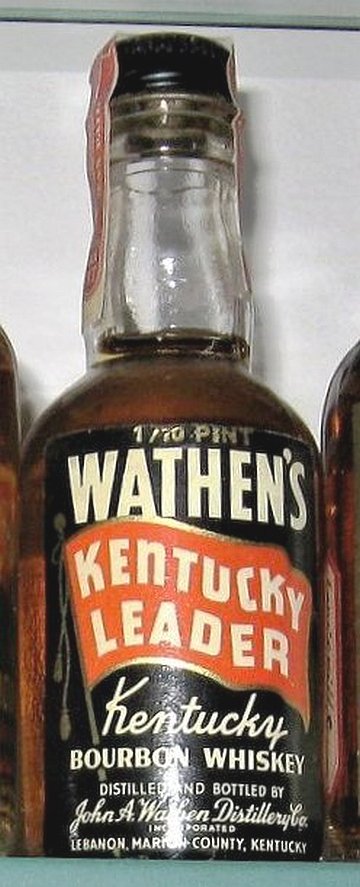 1/10 PINT
WATHEN'S
KENTUCKY
LEADER
Kentucky
BOURBON WHISKEY
DISTILLED AND BOTTLED BY
John A. Wathen Distillery Co.
INCORPORATED
LEBANON, MARION COUNTY, KENTUCKY